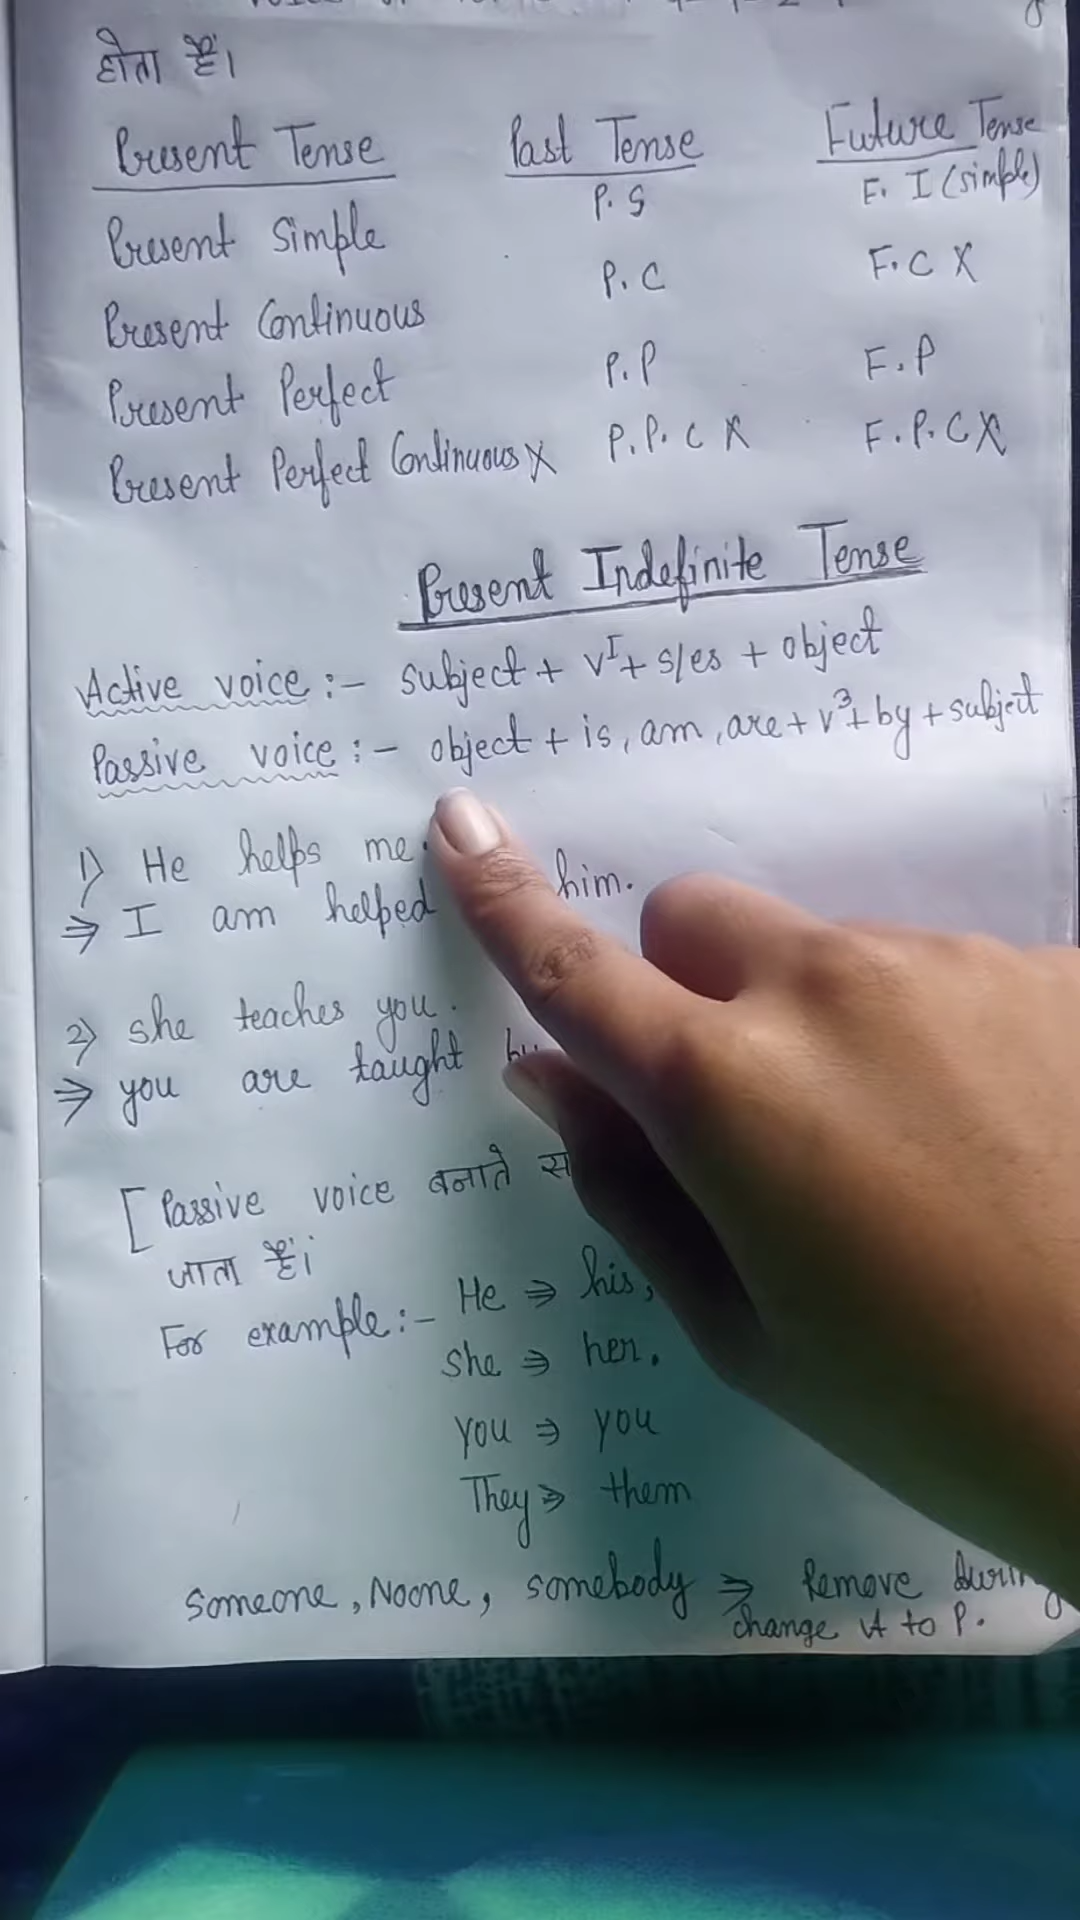 होता हैं।
Present Tense Past Tense Future Tense
Present Simple P.S F.I (simple)
Present Continuous P.C F.C X
Present Perfect P.P F.P
Present Perfect Continuous X P.P.C X F.P.C X
Present Indefinite Tense
Active voice :- subject + v^I + s/es + object
Passive voice :- object + is, am, are + v^3 + by + subject
1) He helps me.
⇒ I am helped him.
2) she teaches you.
⇒ you are taught by
[ Passive voice बनाते
जाता हैं।
For example :- He ⇒ his,
she ⇒ her.
you ⇒ you
They ⇒ them
someone, Noone, somebody ⇒ Remove during
change A to P.